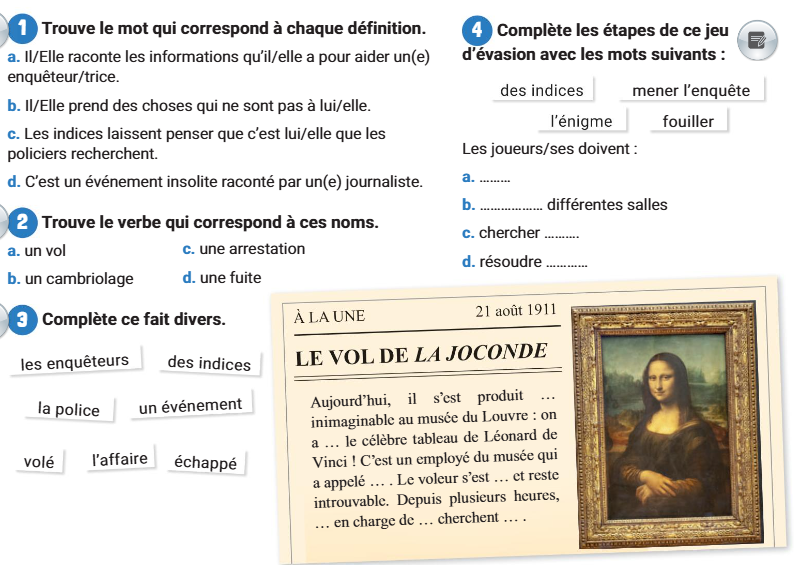 1 Trouve le mot qui correspond à chaque définition.
a. Il/Elle raconte les informations qu'il/elle a pour aider un(e)
enquêteur/trice.
b. Il/Elle prend des choses qui ne sont pas à lui/elle.
c. Les indices laissent penser que c'est lui/elle que les
policiers recherchent.
d. C'est un événement insolite raconté par un(e) journaliste.
2 Trouve le verbe qui correspond à ces noms.
a. un vol
c. une arrestation
b. un cambriolage
d. une fuite
3 Complète ce fait divers.
les enquêteurs
des indices
la police
un événement
volé
l'affaire
échappé
À LA UNE
21 août 1911
LE VOL DE LA JOCONDE
Aujourd'hui, il s'est produit ...
inimaginable au musée du Louvre : on
a ... le célèbre tableau de Léonard de
Vinci ! C'est un employé du musée qui
a appelé ... . Le voleur s'est ... et reste
introuvable. Depuis plusieurs heures,
... en charge de ... cherchent ... .
4 Complète les étapes de ce jeu
d'évasion avec les mots suivants :
des indices
mener l'enquête
l'énigme
fouiller
Les joueurs/ses doivent :
a. .........
b. .................. différentes salles
c. chercher ..........
d. résoudre ............